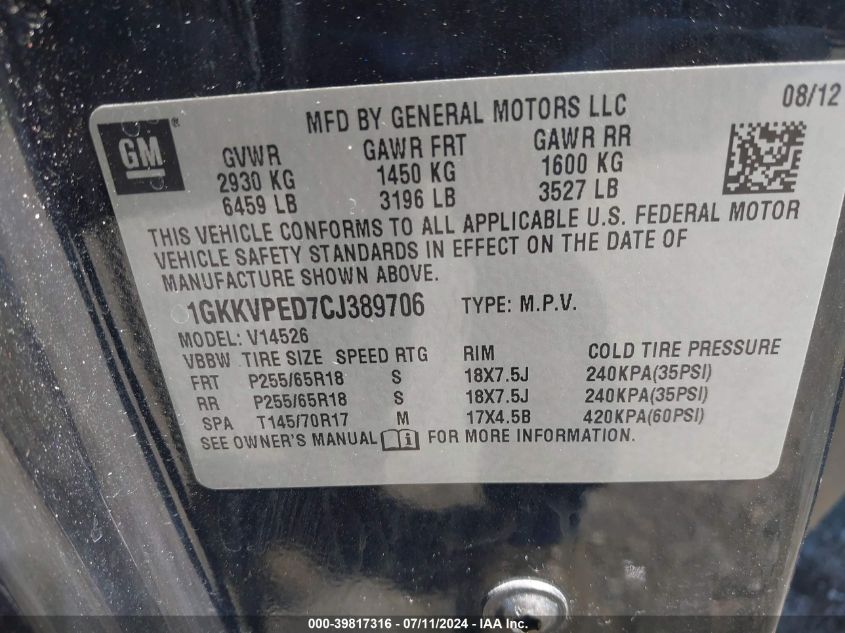 08/12
MFD BY GENERAL MOTORS LLC
GM®
GVWR GAWR FRT GAWR RR
2930 KG 1450 KG 1600 KG
6459 LB 3196 LB 3527 LB
THIS VEHICLE CONFORMS TO ALL APPLICABLE U.S. FEDERAL MOTOR
VEHICLE SAFETY STANDARDS IN EFFECT ON THE DATE OF
MANUFACTURE SHOWN ABOVE.
1GKKVPED7CJ389706 TYPE: M.P.V.
MODEL: V14526
VBBW TIRE SIZE SPEED RTG RIM COLD TIRE PRESSURE
FRT P255/65R18 S 18X7.5J 240KPA(35PSI)
RR P255/65R18 S 18X7.5J 240KPA(35PSI)
SPA T145/70R17 M 17X4.5B 420KPA(60PSI)
SEE OWNER'S MANUAL FOR MORE INFORMATION.
000-39817316 - 07/11/2024 - IAA Inc.